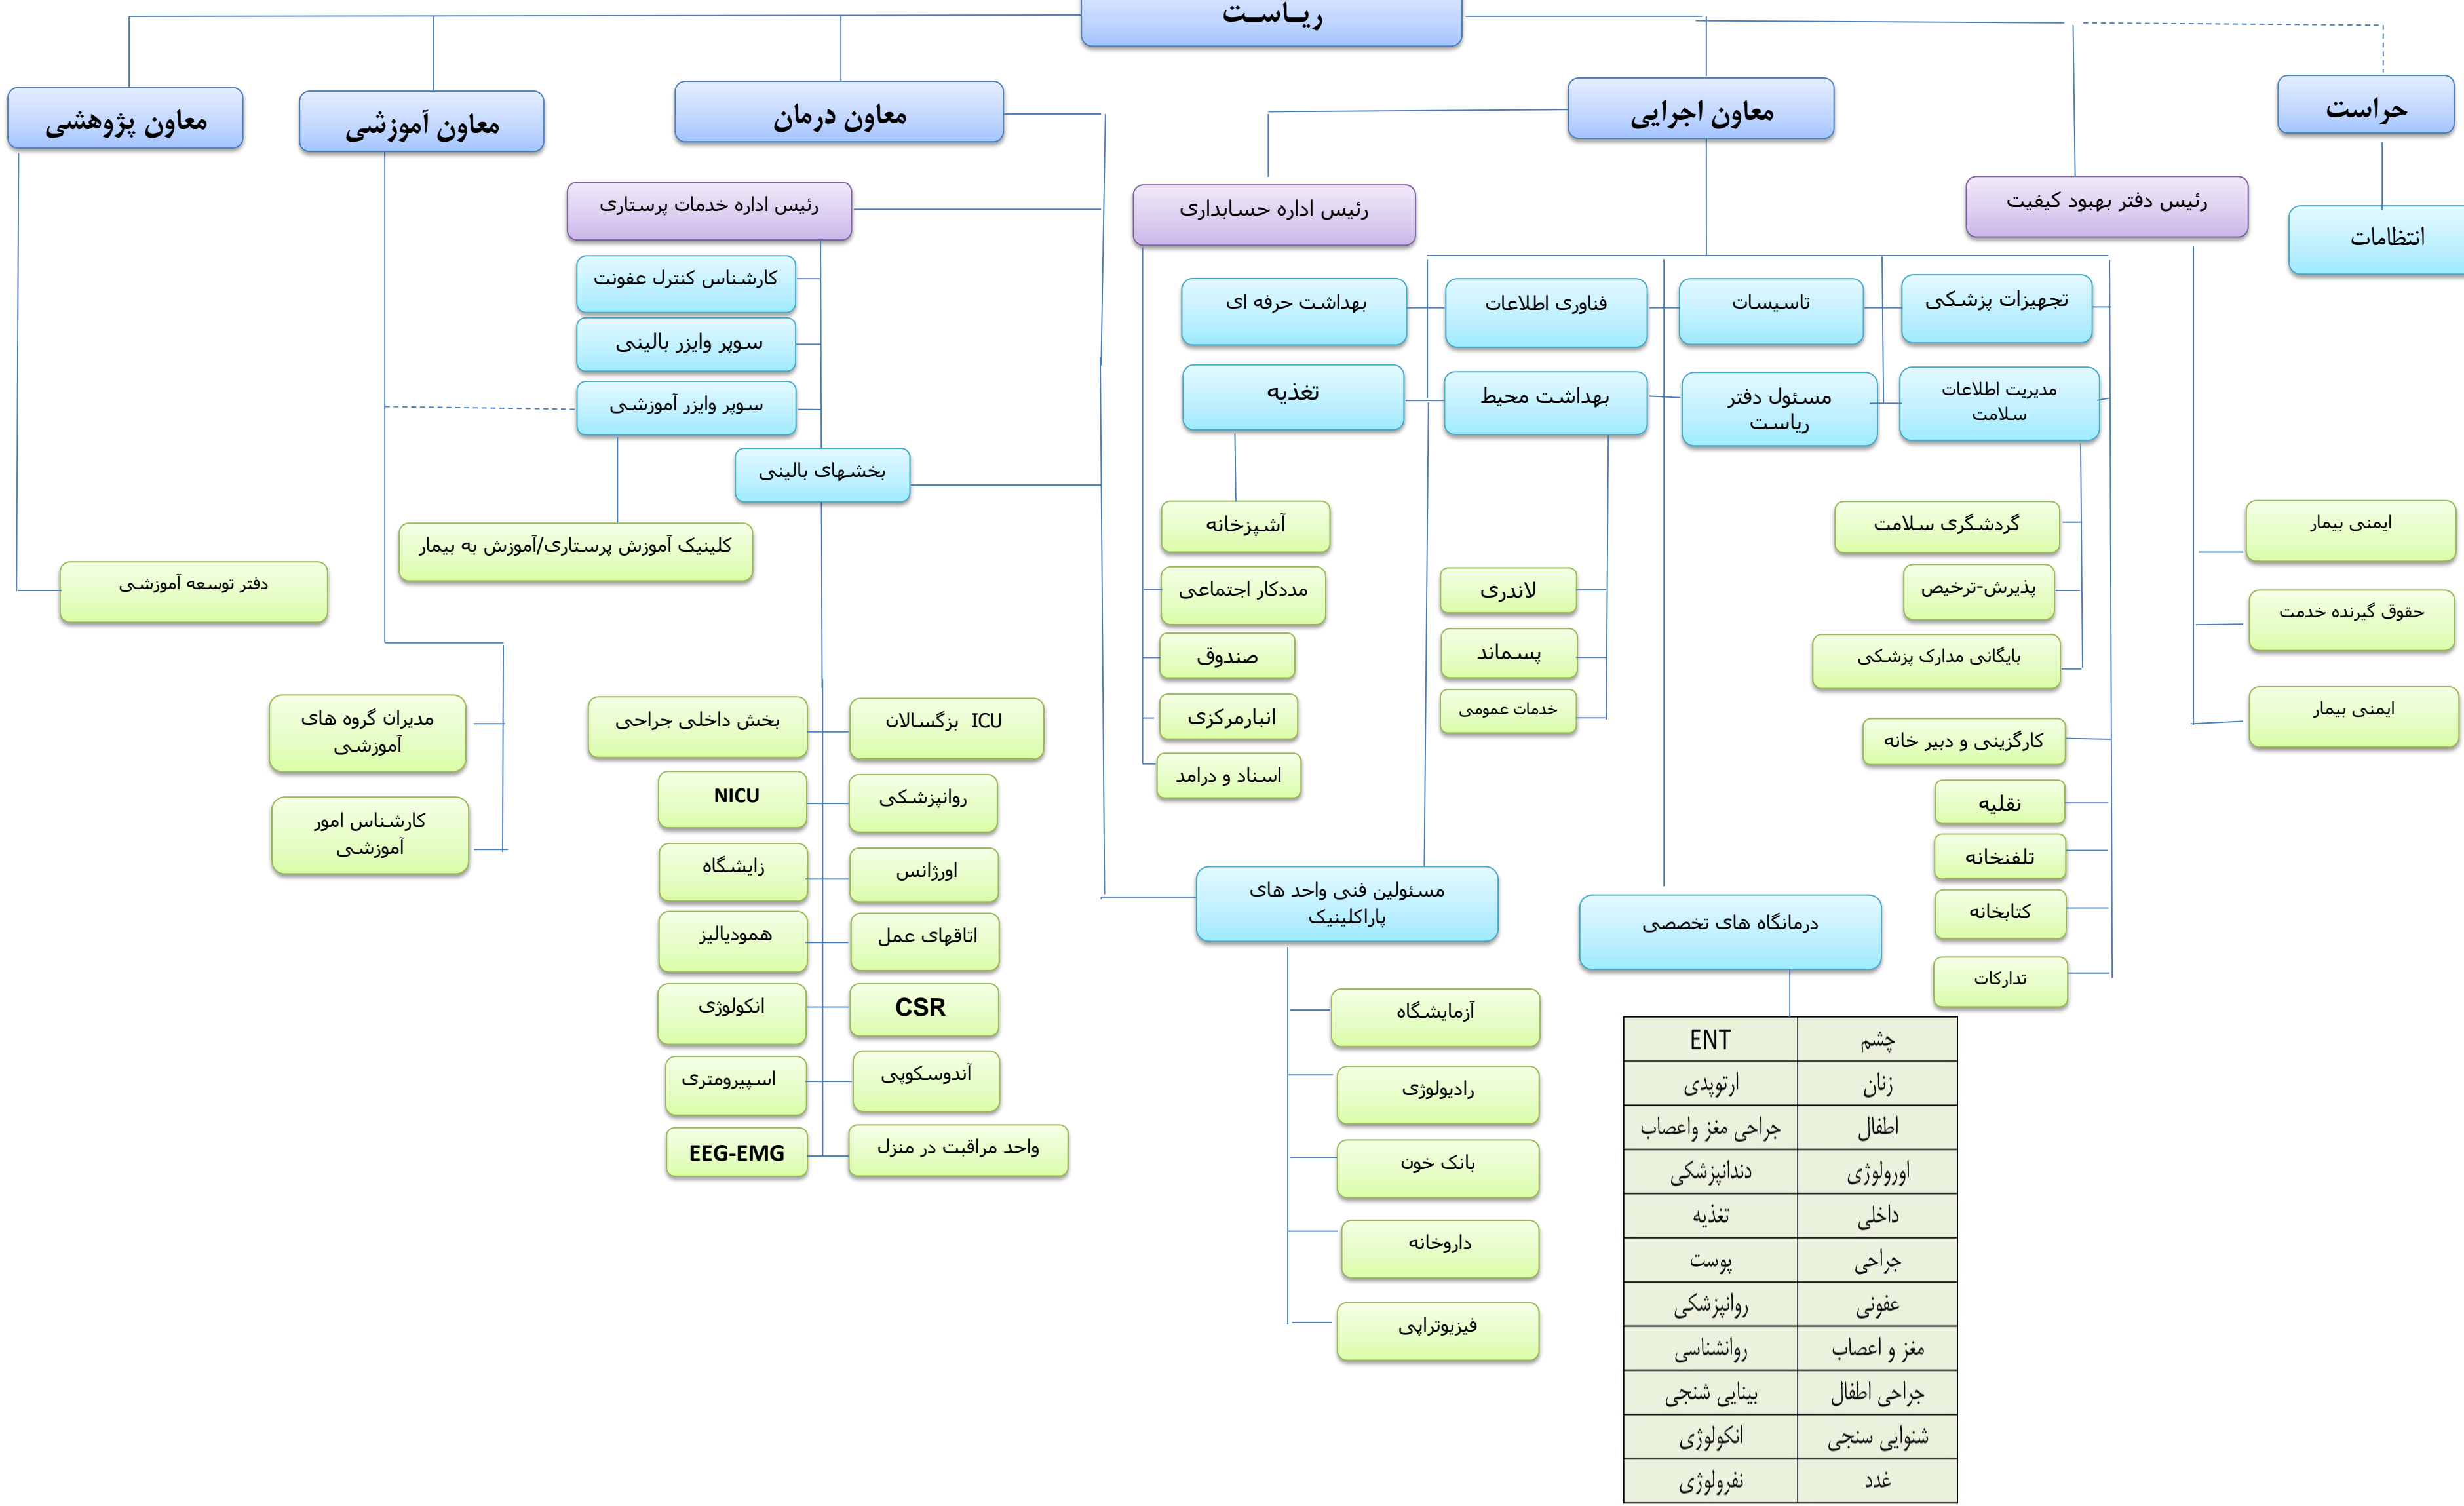 ریـاسـت
حراست
معاون اجرایی
معاون درمان
معاون آموزشی
معاون پژوهشی
رئیس دفتر بهبود کیفیت
رئیس اداره حسابداری
رئیس اداره خدمات پرستاری
انتظامات
تجهیزات پزشکی
تاسیسات
فناوری اطلاعات
بهداشت حرفه ای
کارشناس کنترل عفونت
سوپر وایزر بالینی
سوپر وایزر آموزشی
مدیریت اطلاعات
سلامت
مسئول دفتر
ریاست
بهداشت محیط
تغذیه
بخشهای بالینی
کلینیک آموزش پرستاری/آموزش به بیمار
دفتر توسعه آموزشی
ایمنی بیمار
حقوق گیرنده خدمت
ایمنی بیمار
گردشگری سلامت
پذیرش-ترخیص
بایگانی مدارک پزشکی
کارگزینی و دبیر خانه
نقلیه
تلفنخانه
کتابخانه
تدارکات
لاندری
پسماند
خدمات عمومی
آشپزخانه
مددکار اجتماعی
صندوق
انبارمرکزی
اسناد و درامد
مدیران گروه های
آموزشی
کارشناس امور
آموزشی
ICU بزگسالان
بخش داخلی جراحی
روانپزشکی
NICU
اورژانس
زایشگاه
اتاقهای عمل
همودیالیز
CSR
انکولوژی
آندوسکوپی
اسپیرومتری
واحد مراقبت در منزل
EEG-EMG
مسئولین فنی واحد های
پاراکلینیک
آزمایشگاه
رادیولوژی
بانک خون
داروخانه
فیزیوتراپی
درمانگاه های تخصصی
چشم
ENT
زنان
ارتوپدی
اطفال
جراحی مغز واعصاب
اورولوژی
دندانپزشکی
داخلی
تغذیه
جراحی
پوست
عفونی
روانپزشکی
مغز و اعصاب
روانشناسی
جراحی اطفال
بینایی شنجی
شنوایی سنجی
انکولوژی
غدد
نفرولوژی